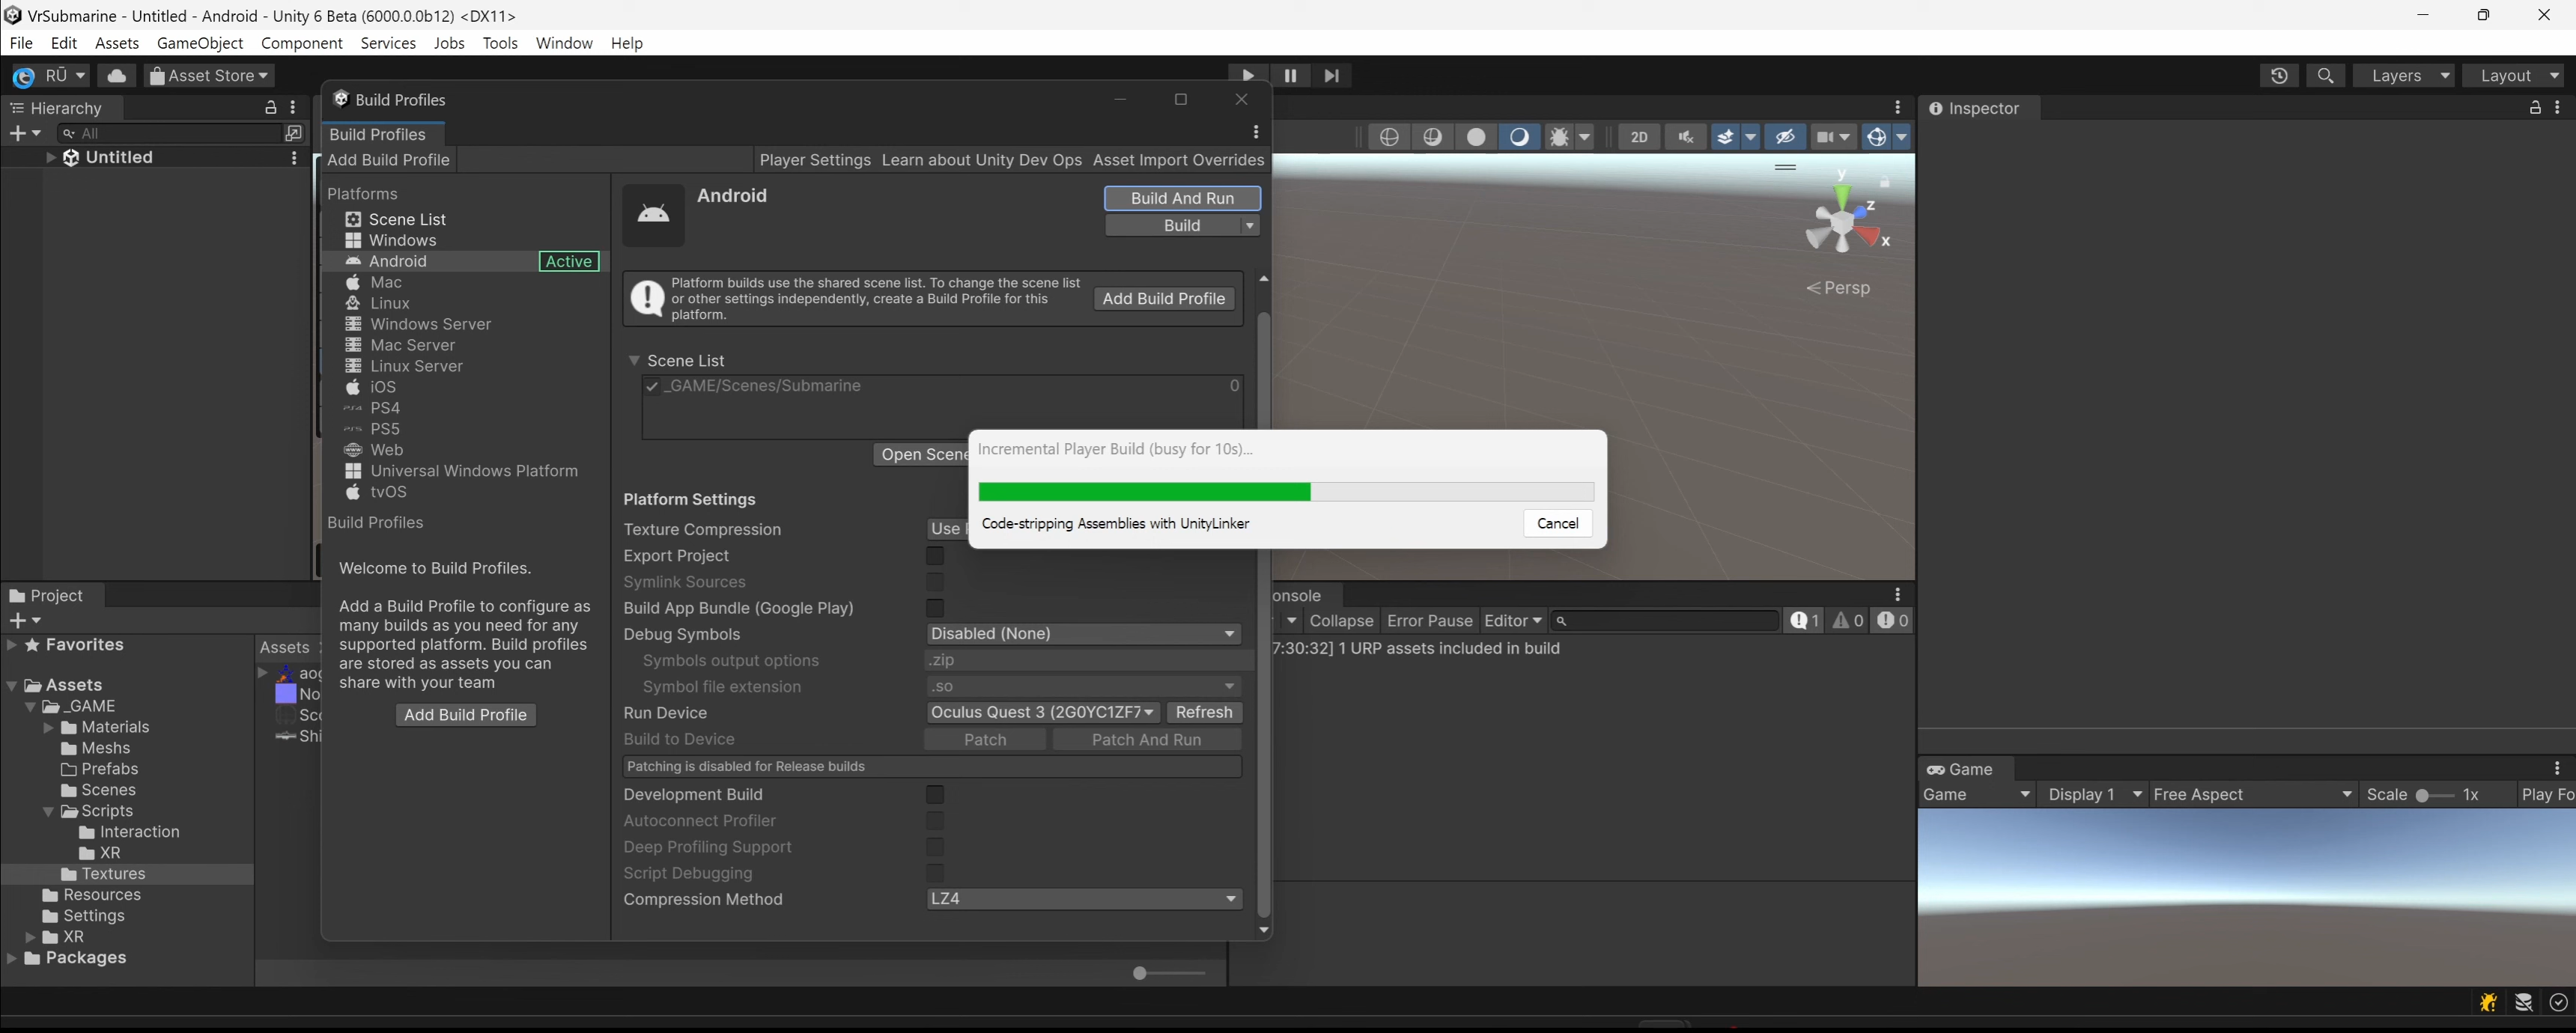 VrSubmarine - Untitled - Android - Unity 6 Beta (6000.0.0b12) <DX11>
File Edit Assets GameObject Component Services Jobs Tools Window Help
RŪ Asset Store Layers Layout
Hierarchy
All
Untitled
Build Profiles
Build Profiles
Add Build Profile Player Settings Learn about Unity Dev Ops Asset Import Overrides
Platforms
Scene List
Windows
Android Active
Mac
Linux
Windows Server
Mac Server
Linux Server
iOS
PS4
PS5
Web
Universal Windows Platform
tvOS
Build Profiles
Welcome to Build Profiles.
Add a Build Profile to configure as
many builds as you need for any
supported platform. Build profiles
are stored as assets you can
share with your team
Add Build Profile
Android
Build And Run
Build
Platform builds use the shared scene list. To change the scene list
or other settings independently, create a Build Profile for this
platform.
Add Build Profile
Scene List
_GAME/Scenes/Submarine 0
Open Scene
Platform Settings
Texture Compression Use
Export Project
Symlink Sources
Build App Bundle (Google Play)
Debug Symbols Disabled (None)
Symbols output options .zip
Symbol file extension .so
Run Device Oculus Quest 3 (2G0YC1ZF7 Refresh
Build to Device Patch Patch And Run
Patching is disabled for Release builds
Development Build
Autoconnect Profiler
Deep Profiling Support
Script Debugging
Compression Method LZ4
Incremental Player Build (busy for 10s)...
Code-stripping Assemblies with UnityLinker
Cancel
2D
y
z
x
Persp
Inspector
Project
Favorites
Assets
_GAME
Materials
Meshs
Prefabs
Scenes
Scripts
Interaction
XR
Textures
Resources
Settings
XR
Packages
Assets
aog
No
Sco
Shi
onsole
Collapse Error Pause Editor 1 0 0
7:30:32] 1 URP assets included in build
Game
Game Display 1 Free Aspect Scale 1x Play Fo